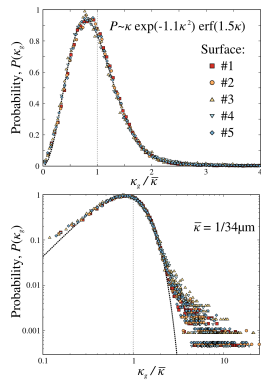 P~κ exp(-1.1κ²) erf(1.5κ)
Surface:
#1
#2
#3
#4
#5
Probability, P(κg)
1
0.8
0.6
0.4
0.2
0
0 1 2 3 4
κg / κ̅
Probability, P(κg)
κ̅ = 1/34μm
1
0.1
0.01
0.001
0.1 1 10
κg / κ̅